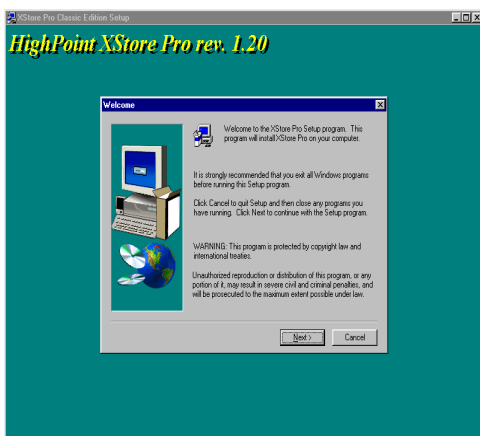 XStore Pro Classic Edition Setup
HighPoint XStore Pro rev. 1.20
Welcome
Welcome to the XStore Pro Setup program. This
program will install XStore Pro on your computer.
It is strongly recommended that you exit all Windows programs
before running this Setup program.
Click Cancel to quit Setup and then close any programs you
have running. Click Next to continue with the Setup program.
WARNING: This program is protected by copyright law and
international treaties.
Unauthorized reproduction or distribution of this program, or any
portion of it, may result in severe civil and criminal penalties, and
will be prosecuted to the maximum extent possible under law.
Next >
Cancel